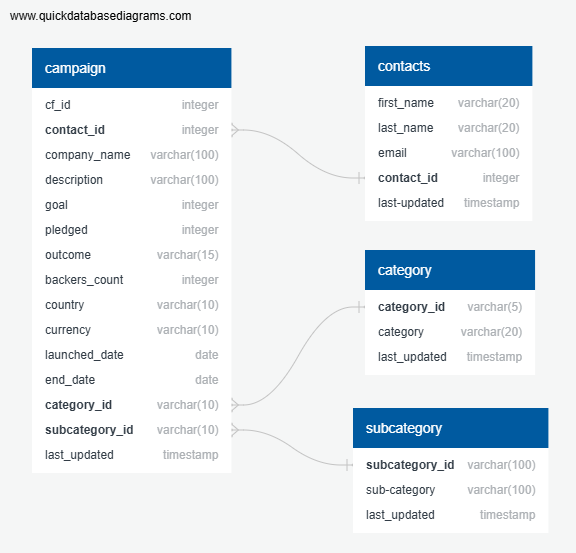 www.quickdatabasediagrams.com
campaign
cf_id integer
contact_id integer
company_name varchar(100)
description varchar(100)
goal integer
pledged integer
outcome varchar(15)
backers_count integer
country varchar(10)
currency varchar(10)
launched_date date
end_date date
category_id varchar(10)
subcategory_id varchar(10)
last_updated timestamp
contacts
first_name varchar(20)
last_name varchar(20)
email varchar(100)
contact_id integer
last-updated timestamp
category
category_id varchar(5)
category varchar(20)
last_updated timestamp
subcategory
subcategory_id varchar(100)
sub-category varchar(100)
last_updated timestamp